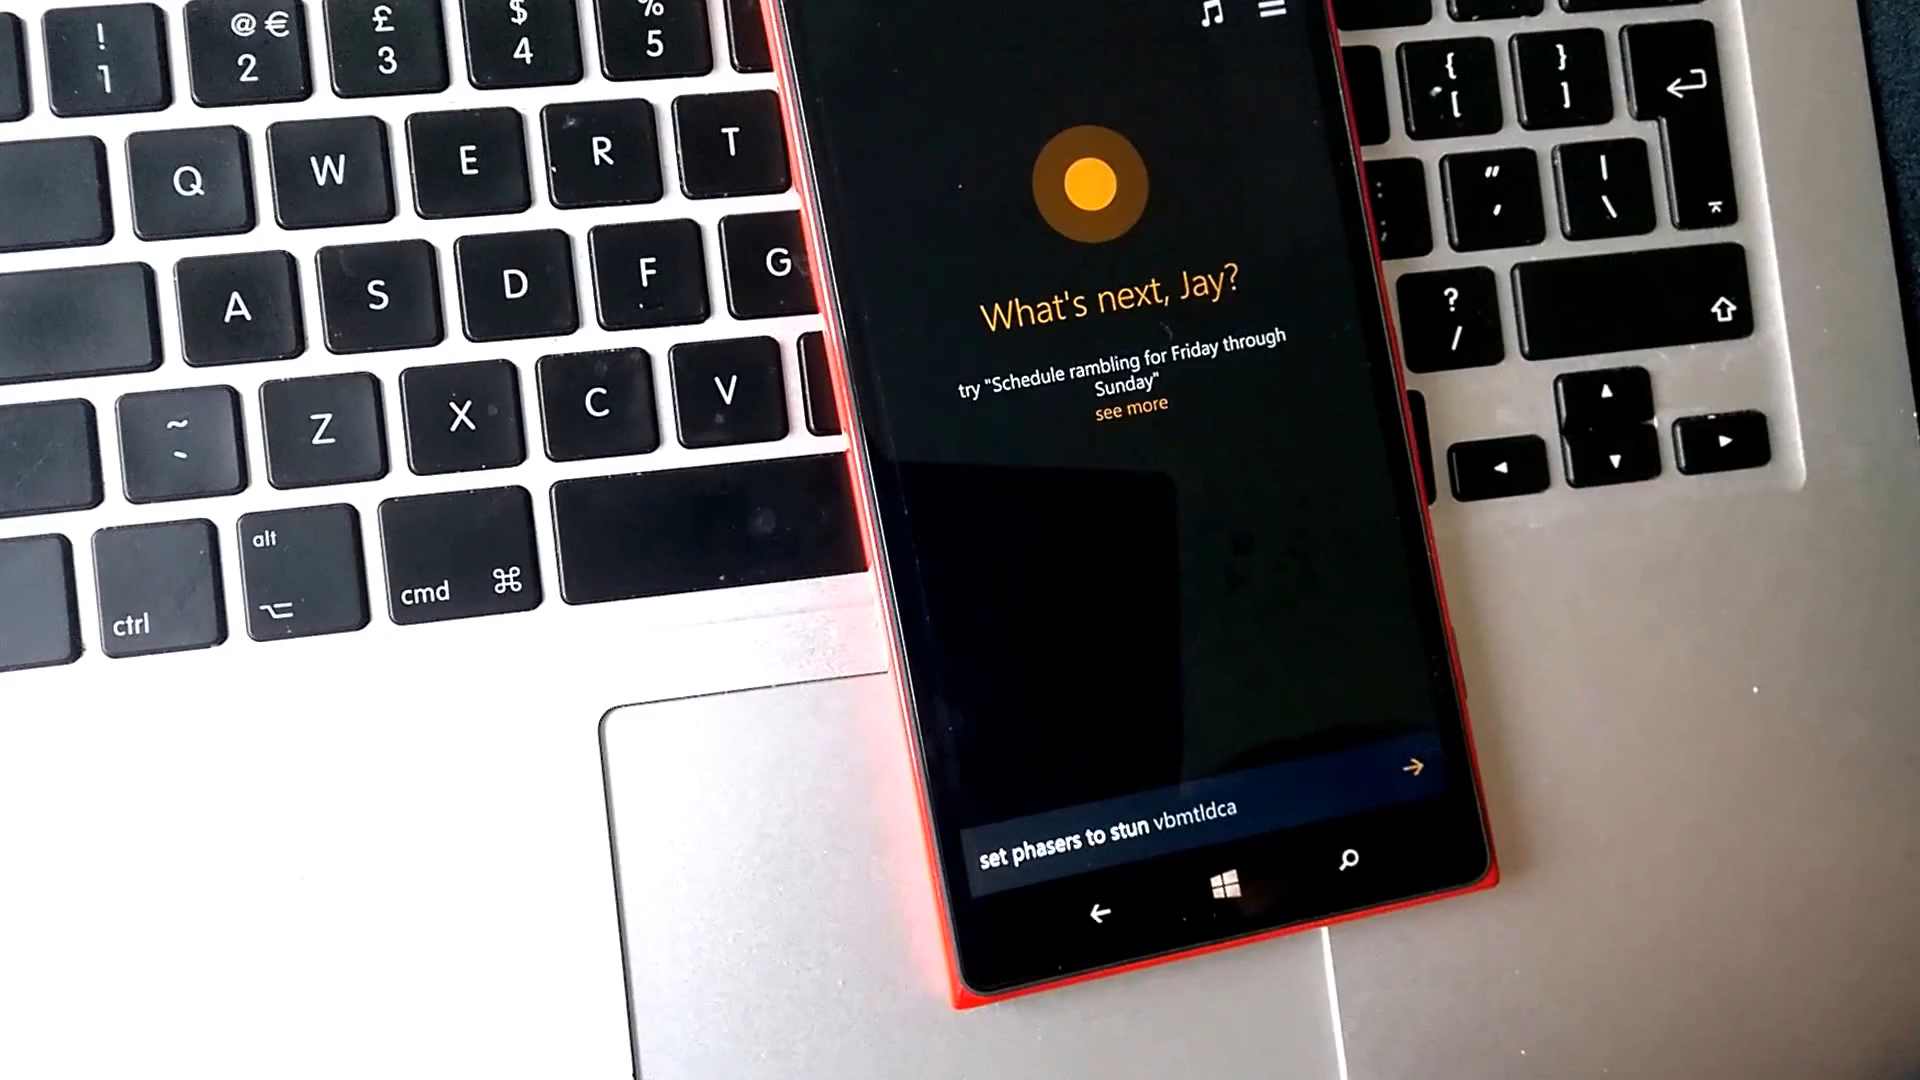 ! @ € £ $ %
1 2 3 4 5
Q W E R T
A S D F G
~ Z X C V
alt
ctrl cmd ⌘
What's next, Jay?
try "Schedule rambling for Friday through
Sunday"
see more
set phasers to stun vbmtldca
{ }
[ ]
" |
, \
?
/